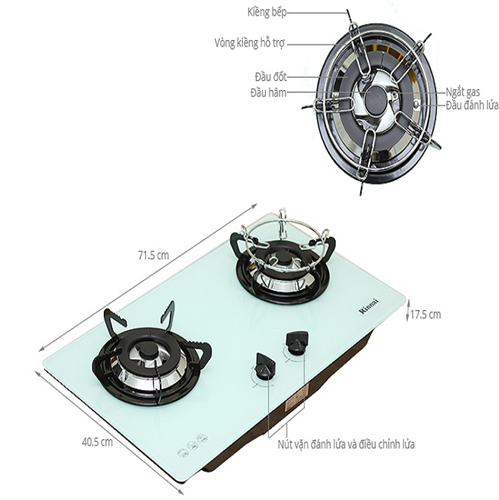 Kiềng bếp
Vòng kiềng hỗ trợ
Đầu đốt
Đầu hâm
Ngắt gas
Đầu đánh lửa
71.5 cm
17.5 cm
Rinnai
40.5 cm
Nút vặn đánh lửa và điều chỉnh lửa